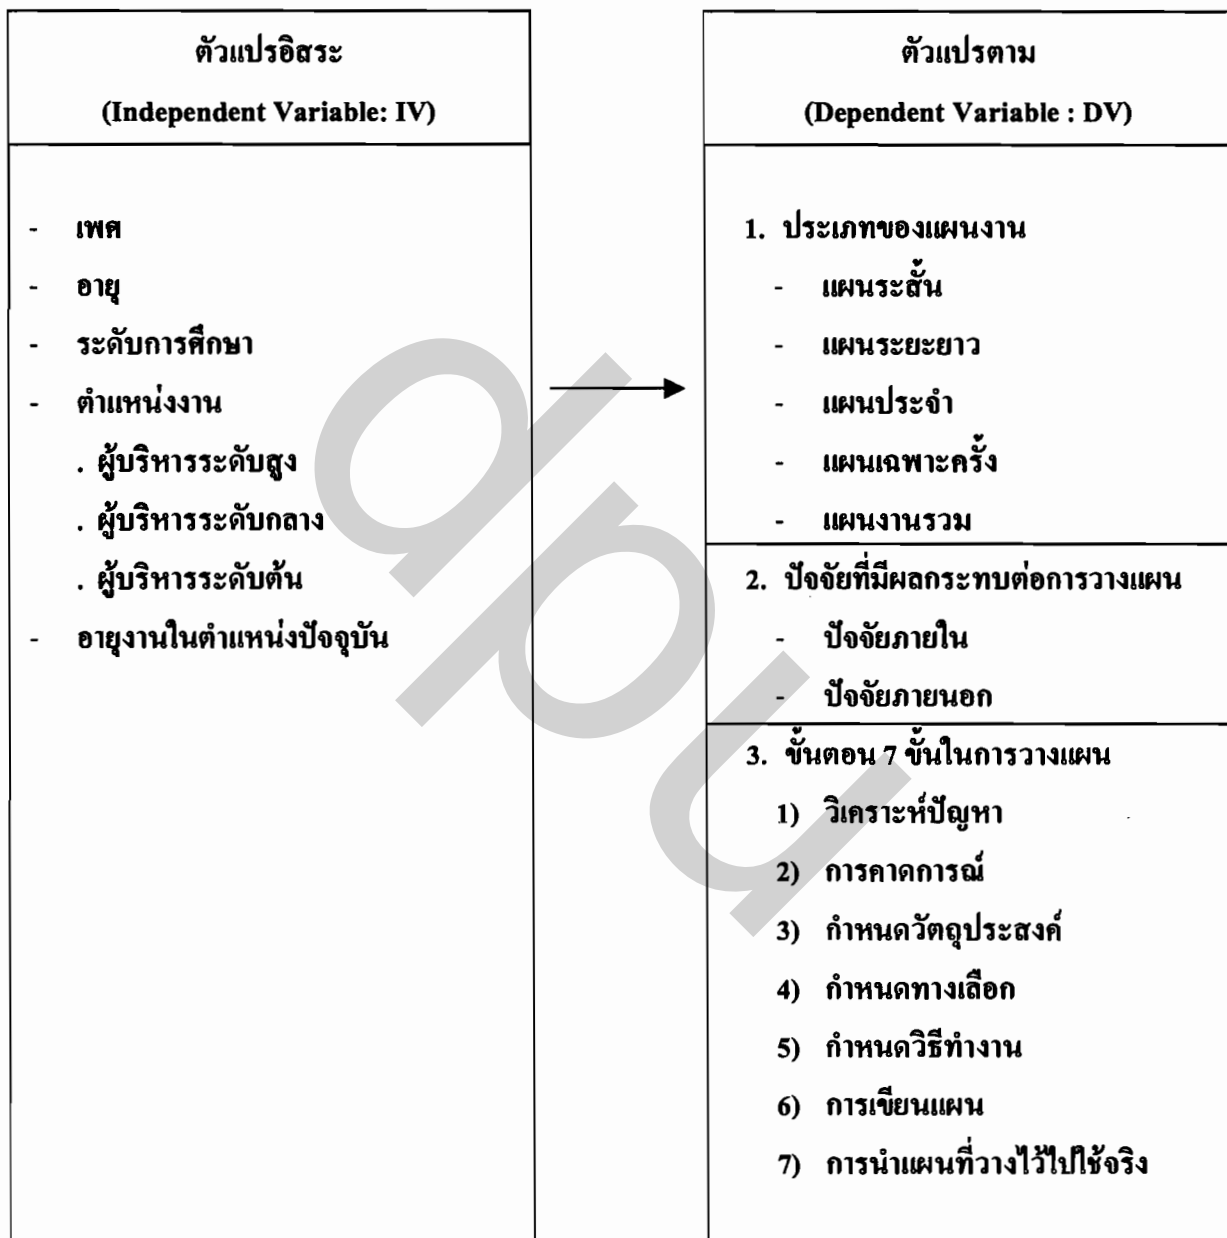 ตัวแปรอิสระ
(Independent Variable: IV)
- เพศ
- อายุ
- ระดับการศึกษา
- ตำแหน่งงาน
. ผู้บริหารระดับสูง
. ผู้บริหารระดับกลาง
. ผู้บริหารระดับต้น
- อายุงานในตำแหน่งปัจจุบัน
ตัวแปรตาม
(Dependent Variable : DV)
1. ประเภทของแผนงาน
- แผนระสั้น
- แผนระยะยาว
- แผนประจำ
- แผนเฉพาะครั้ง
- แผนงานรวม
2. ปัจจัยที่มีผลกระทบต่อการวางแผน
- ปัจจัยภายใน
- ปัจจัยภายนอก
3. ขั้นตอน 7 ขั้นในการวางแผน
1) วิเคราะห์ปัญหา
2) การคาดการณ์
3) กำหนดวัตถุประสงค์
4) กำหนดทางเลือก
5) กำหนดวิธีทำงาน
6) การเขียนแผน
7) การนำแผนที่วางไว้ไปใช้จริง
dpu